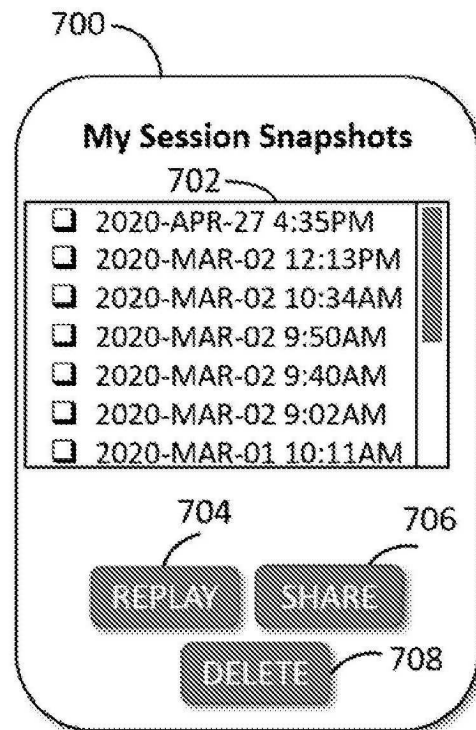 700
My Session Snapshots
702
2020-APR-27 4:35PM
2020-MAR-02 12:13PM
2020-MAR-02 10:34AM
2020-MAR-02 9:50AM
2020-MAR-02 9:40AM
2020-MAR-02 9:02AM
2020-MAR-01 10:11AM
704 706
REPLAY SHARE
DELETE 708